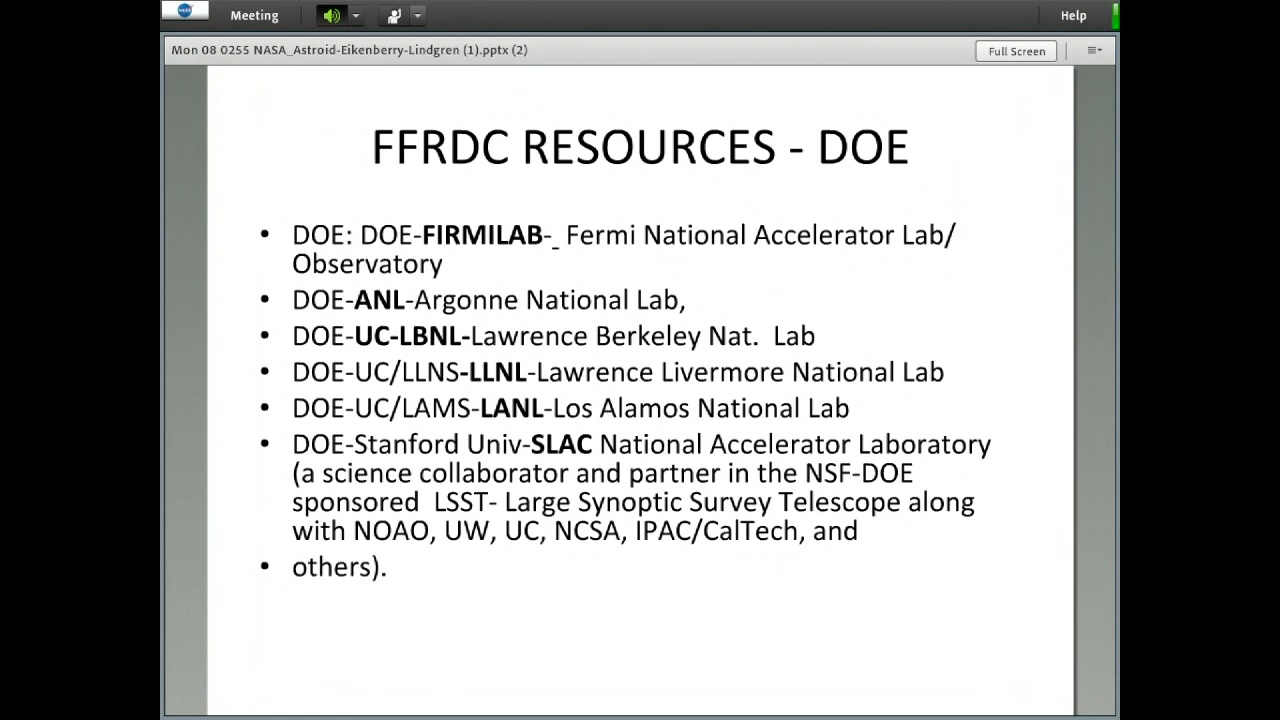 Meeting
Help
Mon 08 0255 NASA_Astroid-Eikenberry-Lindgren (1).pptx (2)
Full Screen
FFRDC RESOURCES - DOE
• DOE: DOE-FIRMILAB-_ Fermi National Accelerator Lab/
Observatory
• DOE-ANL-Argonne National Lab,
• DOE-UC-LBNL-Lawrence Berkeley Nat.  Lab
• DOE-UC/LLNS-LLNL-Lawrence Livermore National Lab
• DOE-UC/LAMS-LANL-Los Alamos National Lab
• DOE-Stanford Univ-SLAC National Accelerator Laboratory
(a science collaborator and partner in the NSF-DOE
sponsored  LSST- Large Synoptic Survey Telescope along
with NOAO, UW, UC, NCSA, IPAC/CalTech, and
• others).